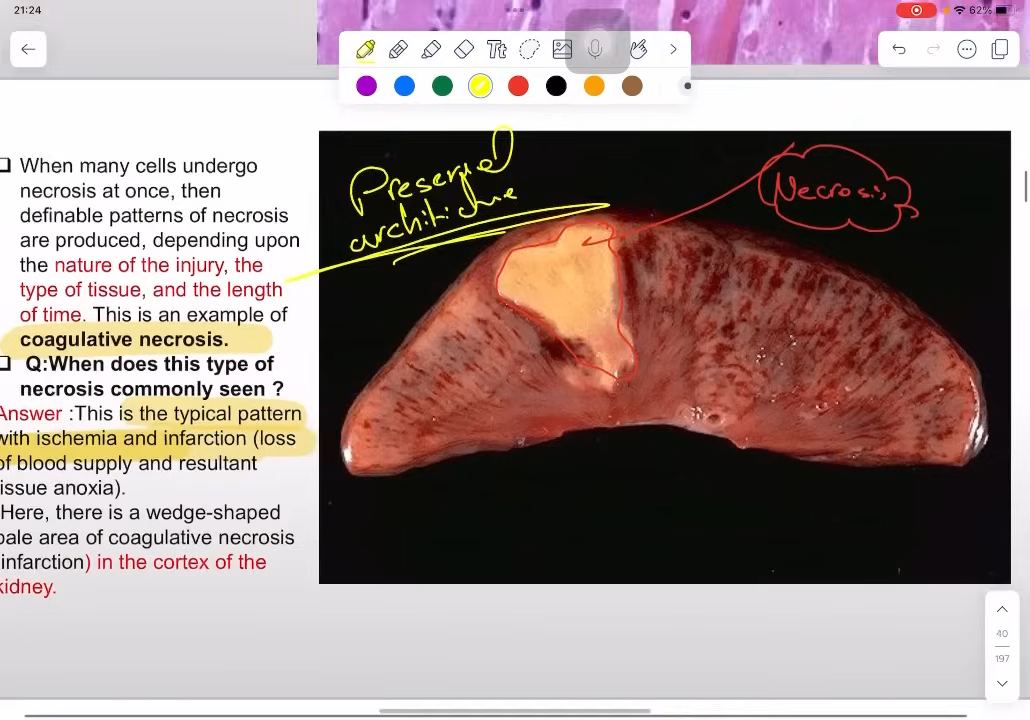 21:24
62%
Tt
When many cells undergo
necrosis at once, then
definable patterns of necrosis
are produced, depending upon
the nature of the injury, the
type of tissue, and the length
of time. This is an example of
coagulative necrosis.
Q:When does this type of
necrosis commonly seen ?
Answer :This is the typical pattern
with ischemia and infarction (loss
of blood supply and resultant
issue anoxia).
Here, there is a wedge-shaped
pale area of coagulative necrosis
infarction) in the cortex of the
kidney.
Preserved
Necrosis
40
197